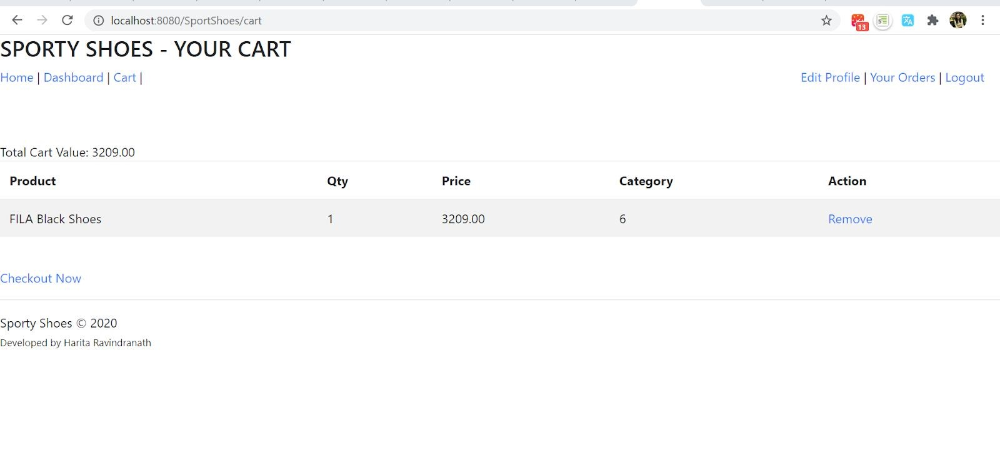 localhost:8080/SportShoes/cart
13
SPORTY SHOES - YOUR CART
Home | Dashboard | Cart | Edit Profile | Your Orders | Logout
Total Cart Value: 3209.00
Product Qty Price Category Action
FILA Black Shoes 1 3209.00 6 Remove
Checkout Now
Sporty Shoes © 2020
Developed by Harita Ravindranath